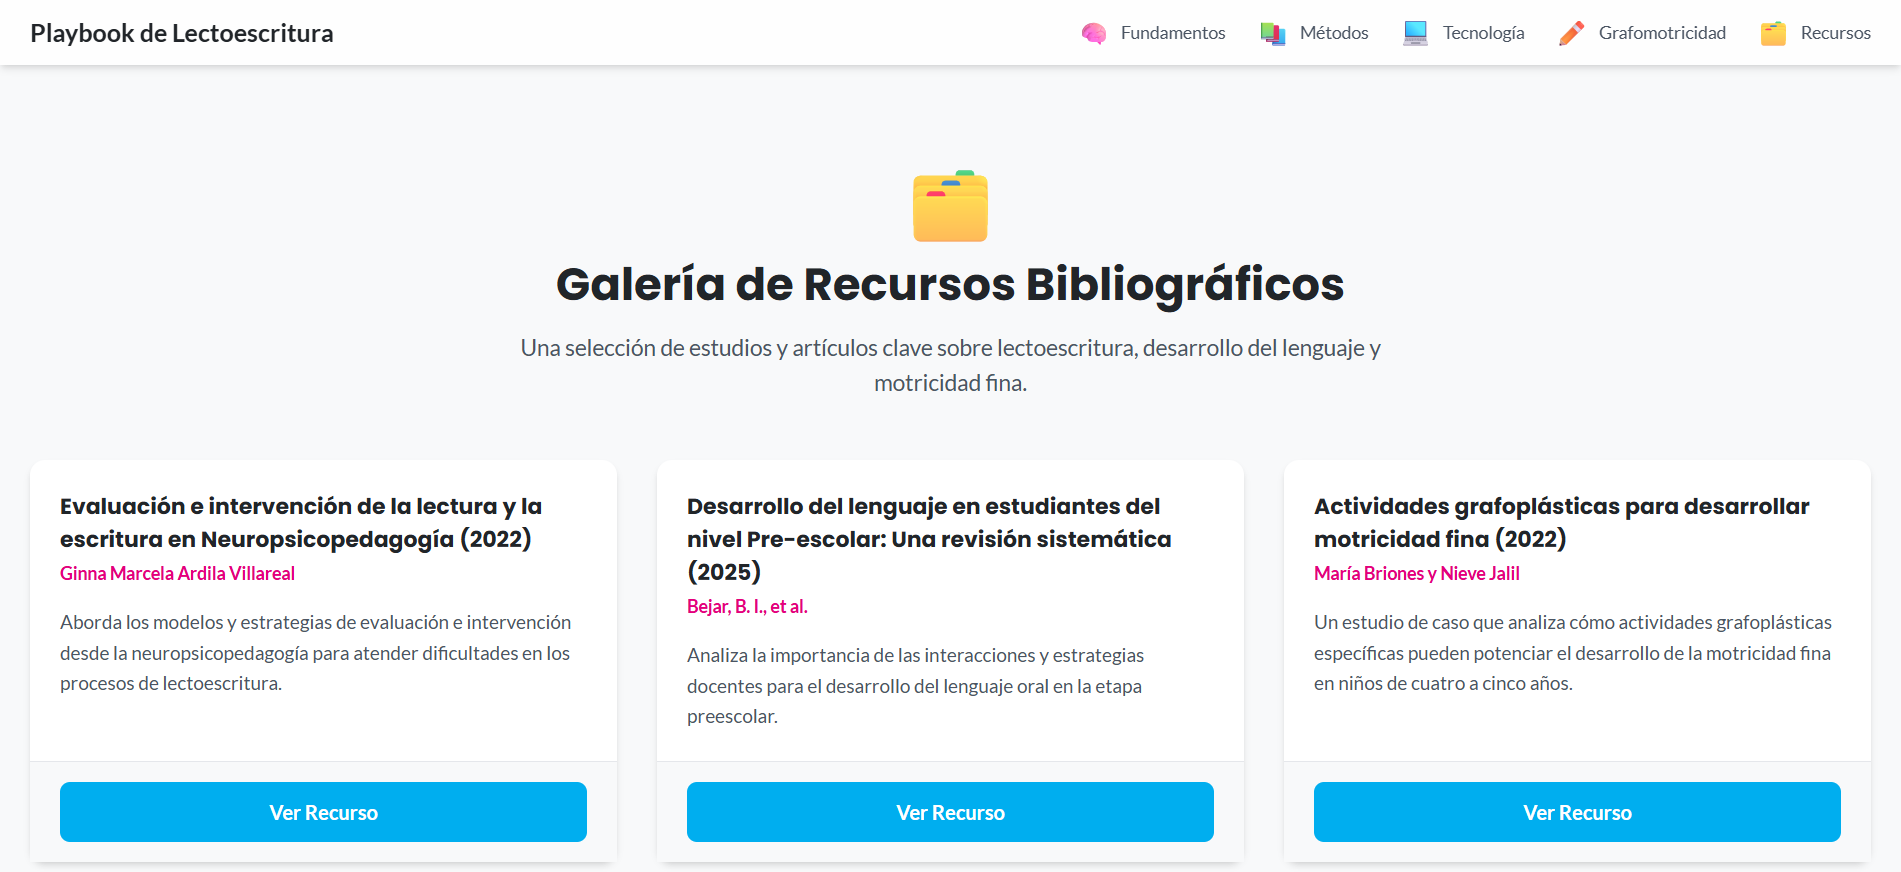 Playbook de Lectoescritura
Fundamentos
Métodos
Tecnología
Grafomotricidad
Recursos
Galería de Recursos Bibliográficos
Una selección de estudios y artículos clave sobre lectoescritura, desarrollo del lenguaje y
motricidad fina.
Evaluación e intervención de la lectura y la
escritura en Neuropsicopedagogía (2022)
Ginna Marcela Ardila Villareal
Aborda los modelos y estrategias de evaluación e intervención
desde la neuropsicopedagogía para atender dificultades en los
procesos de lectoescritura.
Ver Recurso
Desarrollo del lenguaje en estudiantes del
nivel Pre-escolar: Una revisión sistemática
(2025)
Bejar, B. I., et al.
Analiza la importancia de las interacciones y estrategias
docentes para el desarrollo del lenguaje oral en la etapa
preescolar.
Ver Recurso
Actividades grafoplásticas para desarrollar
motricidad fina (2022)
María Briones y Nieve Jalil
Un estudio de caso que analiza cómo actividades grafoplásticas
específicas pueden potenciar el desarrollo de la motricidad fina
en niños de cuatro a cinco años.
Ver Recurso